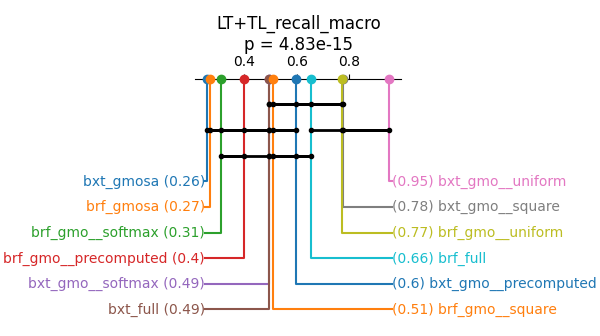 LT+TL_recall_macro
p = 4.83e-15
0.4 0.6 0.8
bxt_gmosa (0.26) (0.95) bxt_gmo__uniform
brf_gmosa (0.27) (0.78) bxt_gmo__square
brf_gmo__softmax (0.31) (0.77) brf_gmo__uniform
brf_gmo__precomputed (0.4) (0.66) brf_full
bxt_gmo__softmax (0.49) (0.6) bxt_gmo__precomputed
bxt_full (0.49) (0.51) brf_gmo__square